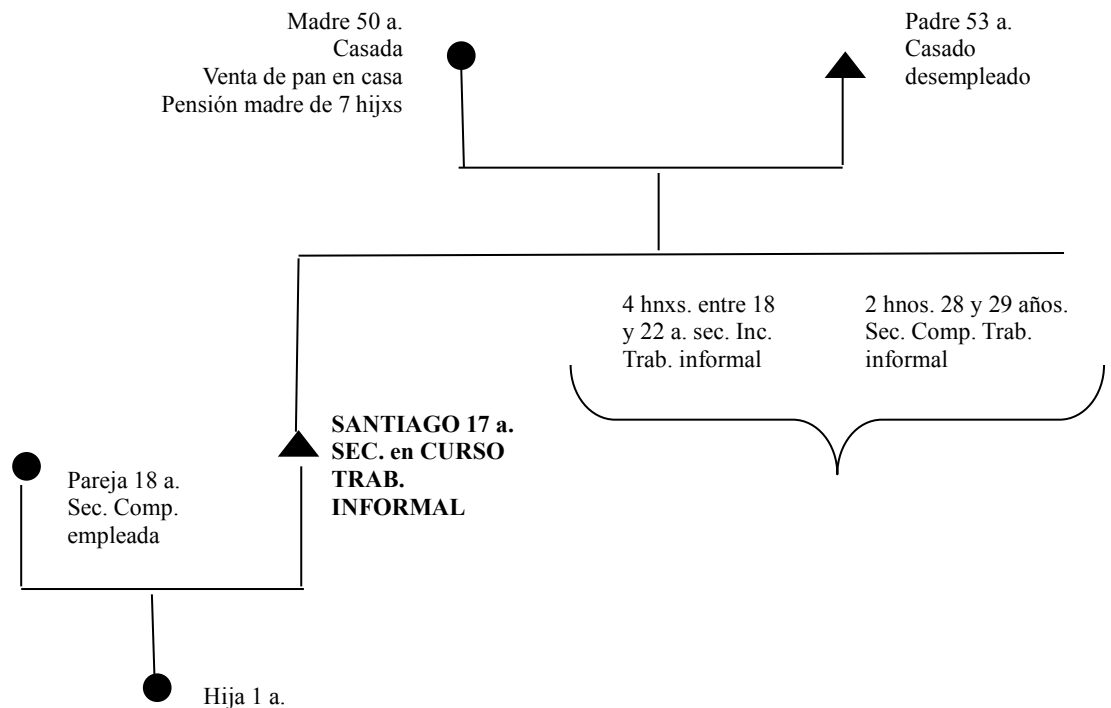 Madre 50 a.
Casada
Venta de pan en casa
Pensión madre de 7 hijxs
Padre 53 a.
Casado
desempleado
4 hnxs. entre 18
y 22 a. sec. Inc.
Trab. informal
2 hnos. 28 y 29 años.
Sec. Comp. Trab.
informal
SANTIAGO 17 a.
SEC. en CURSO
TRAB.
INFORMAL
Pareja 18 a.
Sec. Comp.
empleada
Hija 1 a.